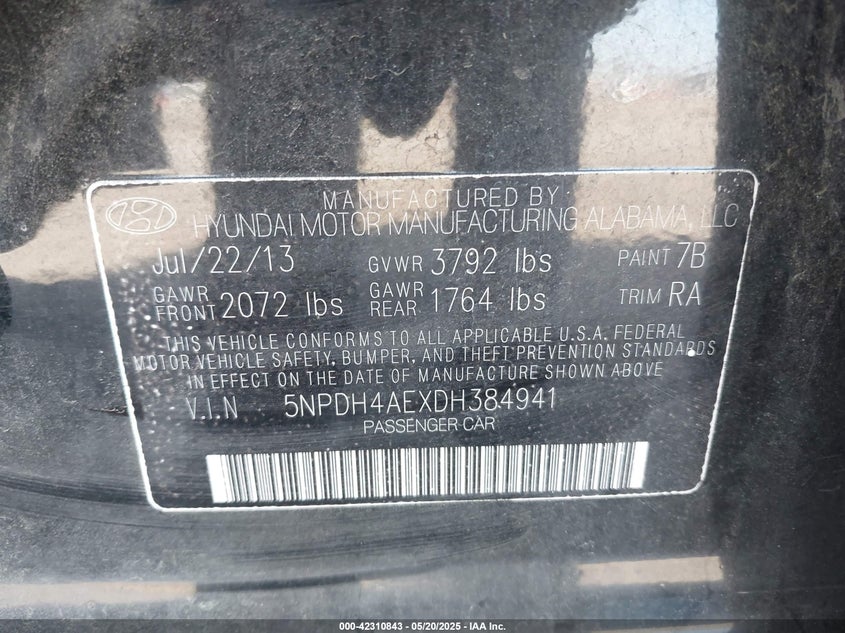 MANUFACTURED BY
HYUNDAI MOTOR MANUFACTURING ALABAMA, LLC
Jul/22/13 GVWR 3792 lbs PAINT 7B
GAWR FRONT 2072 lbs GAWR REAR 1764 lbs TRIM RA
THIS VEHICLE CONFORMS TO ALL APPLICABLE U.S.A. FEDERAL
MOTOR VEHICLE SAFETY, BUMPER, AND THEFT PREVENTION STANDARDS
IN EFFECT ON THE DATE OF MANUFACTURE SHOWN ABOVE
V.I.N 5NPDH4AEXDH384941
PASSENGER CAR
000-42310843 — 05/20/2025 — IAA Inc.